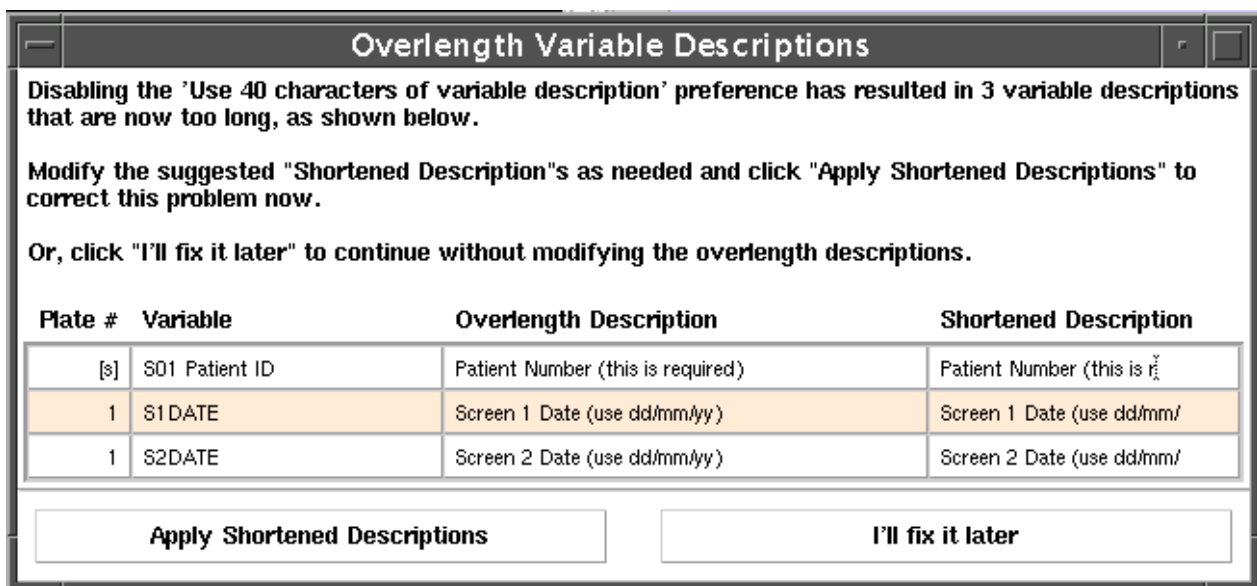 Overlength Variable Descriptions
Disabling the 'Use 40 characters of variable description' preference has resulted in 3 variable descriptions
that are now too long, as shown below.
Modify the suggested "Shortened Description"s as needed and click "Apply Shortened Descriptions" to
correct this problem now.
Or, click "I'll fix it later" to continue without modifying the overlength descriptions.
Plate # Variable Overlength Description Shortened Description
[s] S01 Patient ID Patient Number (this is required) Patient Number (this is r
1 S1DATE Screen 1 Date (use dd/mm/yy) Screen 1 Date (use dd/mm/
1 S2DATE Screen 2 Date (use dd/mm/yy) Screen 2 Date (use dd/mm/
Apply Shortened Descriptions I'll fix it later